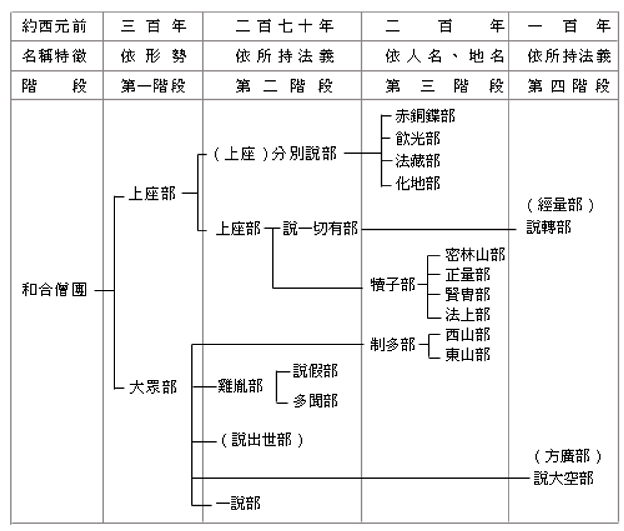 約西元前 三百年 二百七十年 二百年 一百年
名稱特徵 依形勢 依所持法義 依人名、地名 依所持法義
階段 第一階段 第二階段 第三階段 第四階段
赤銅鍱部
飲光部
(上座)分別說部
法藏部
化地部
上座部
(經量部)
上座部 說一切有部 說轉部
密林山部
正量部
犢子部
賢冑部
法上部
和合僧團
西山部
制多部
東山部
說假部
大眾部 雞胤部
多聞部
(說出世部)
(方廣部)
說大空部
一說部